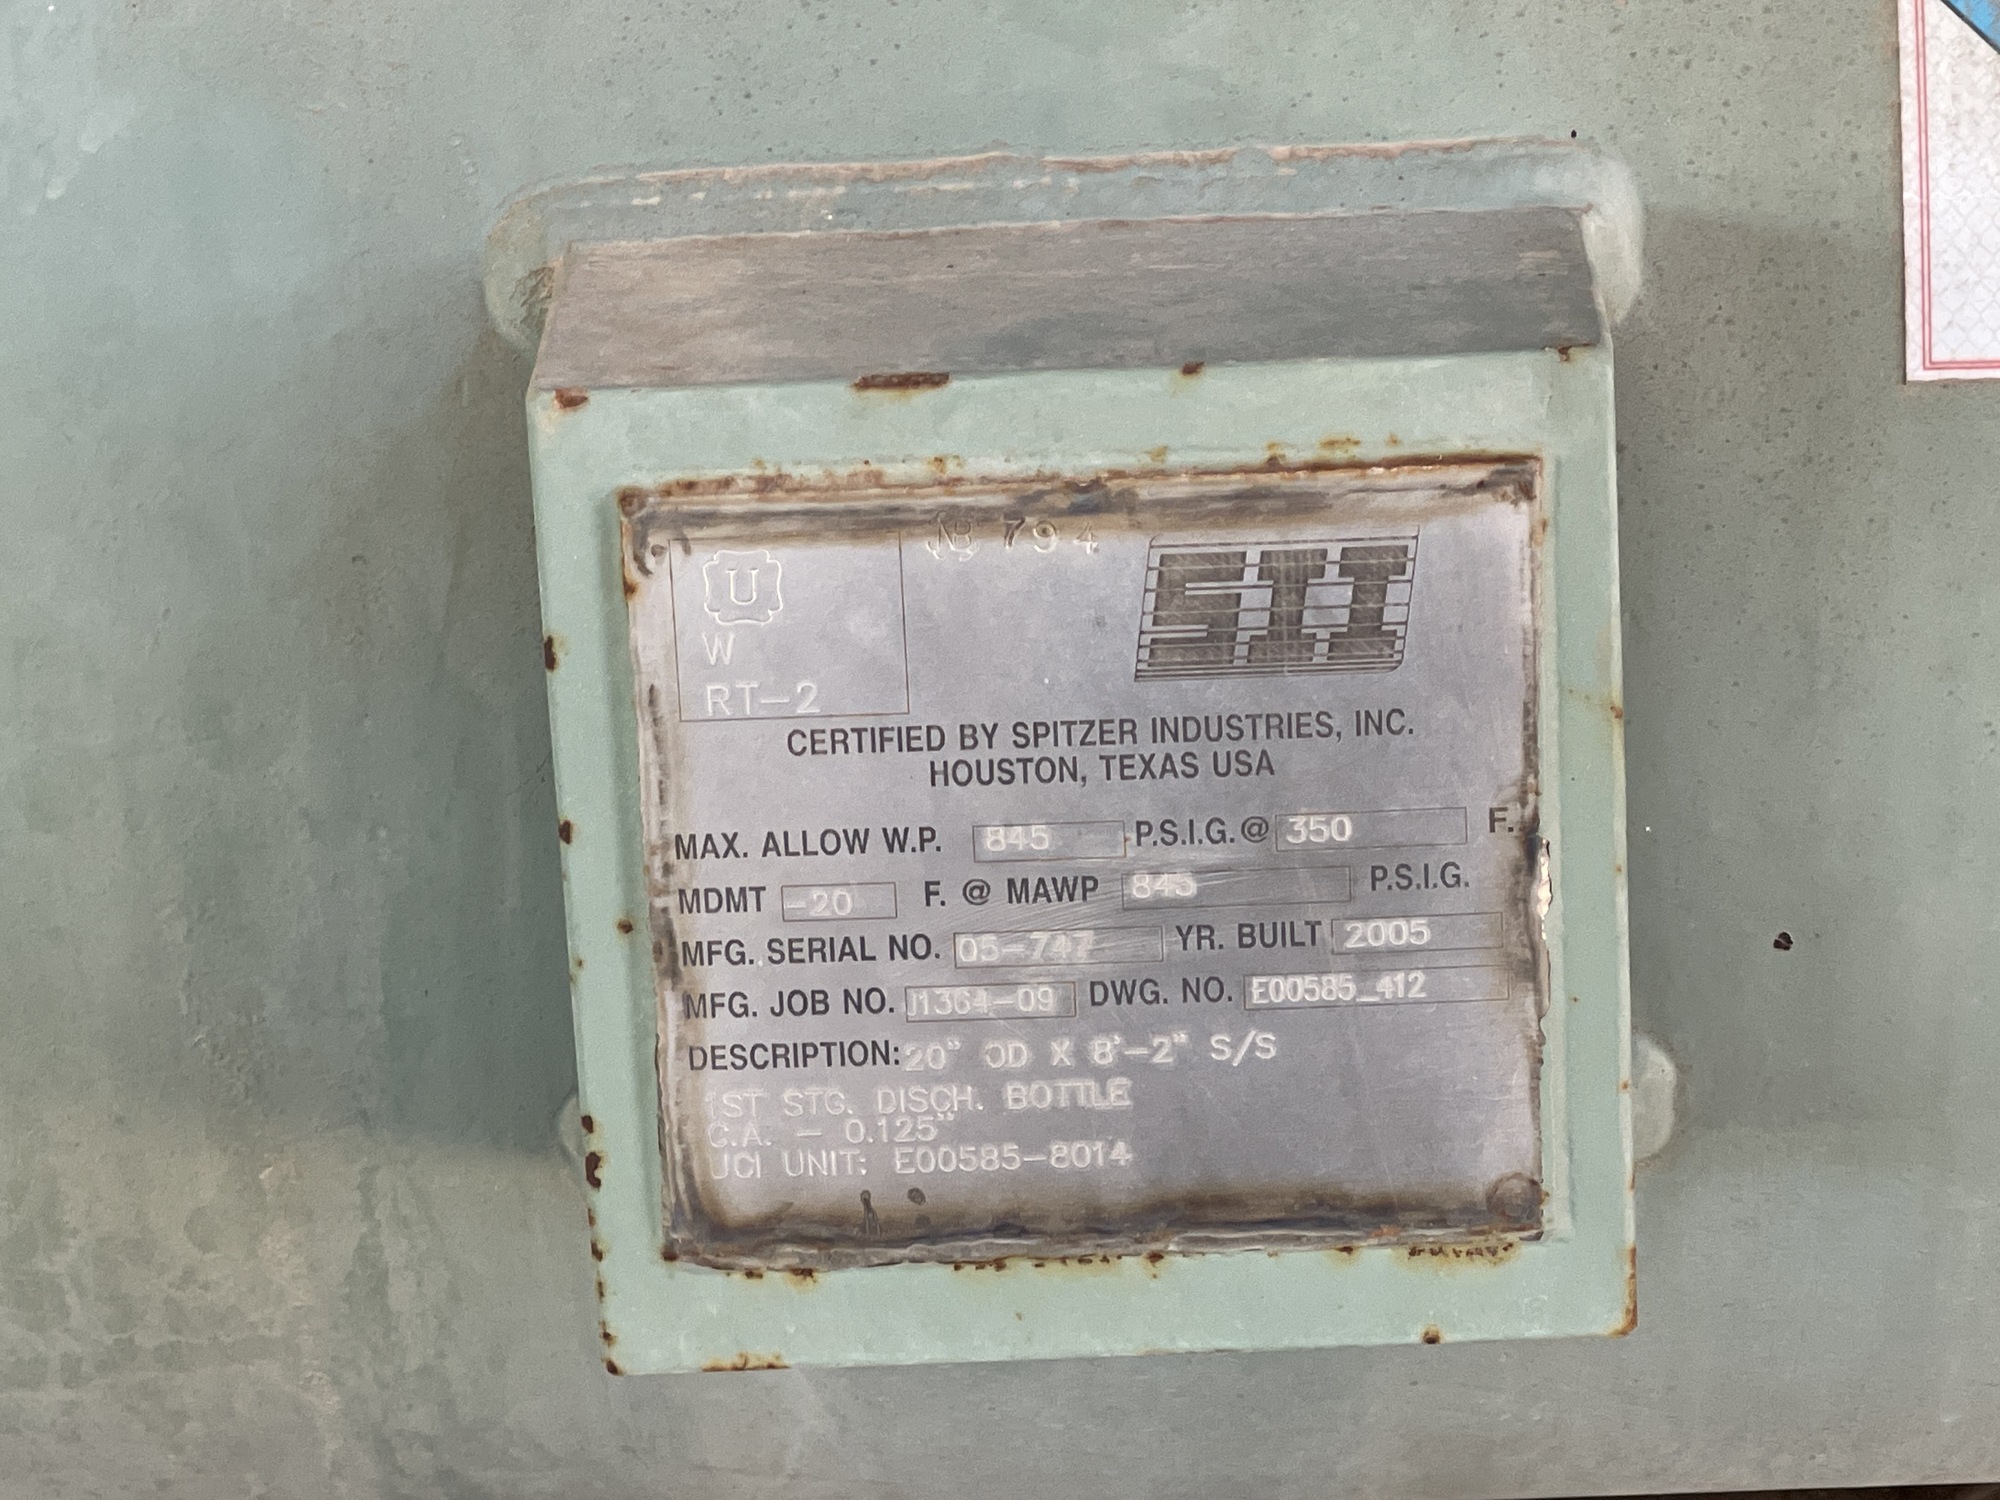 NB 794
U
SII
W
RT-2
CERTIFIED BY SPITZER INDUSTRIES, INC.
HOUSTON, TEXAS USA
MAX. ALLOW W.P. 845 P.S.I.G. @ 350 F.
MDMT -20 F. @ MAWP 845 P.S.I.G.
MFG. SERIAL NO. 05-747 YR. BUILT 2005
MFG. JOB NO. J1364-09 DWG. NO. E00585_412
DESCRIPTION: 20" OD X 8'-2" S/S
1ST STG. DISCH. BOTTLE
C.A. - 0.125"
UCI UNIT: E00585-8014